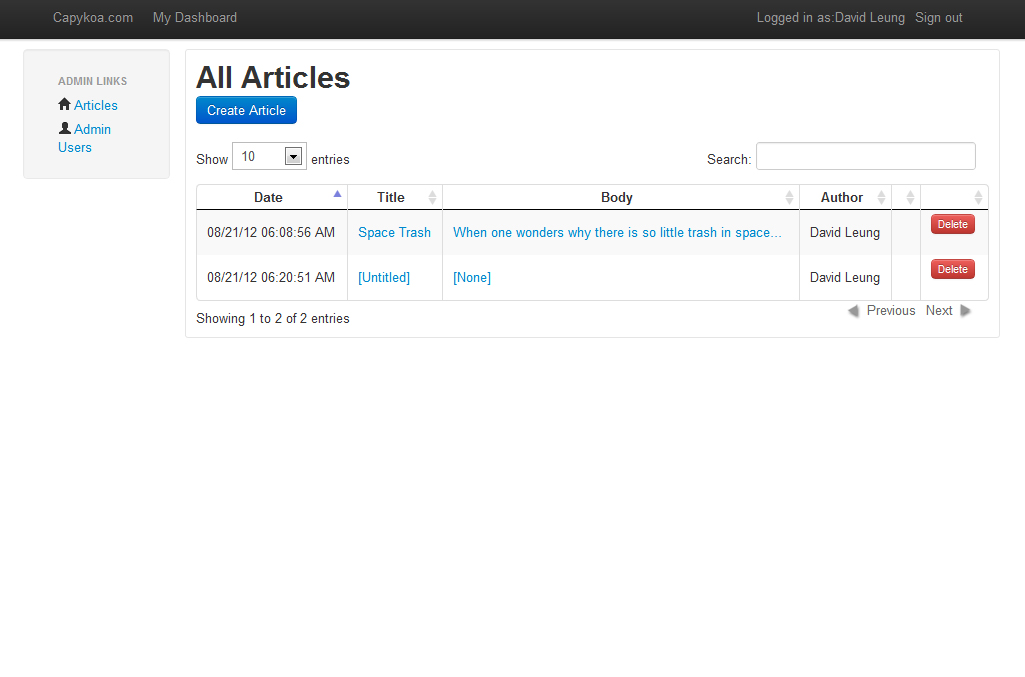 Capykoa.com My Dashboard Logged in as:David Leung Sign out
ADMIN LINKS
Articles
Admin
Users
All Articles
Create Article
Show 10 entries Search:
Date Title Body Author
08/21/12 06:08:56 AM Space Trash When one wonders why there is so little trash in space... David Leung Delete
08/21/12 06:20:51 AM [Untitled] [None] David Leung Delete
Showing 1 to 2 of 2 entries Previous Next